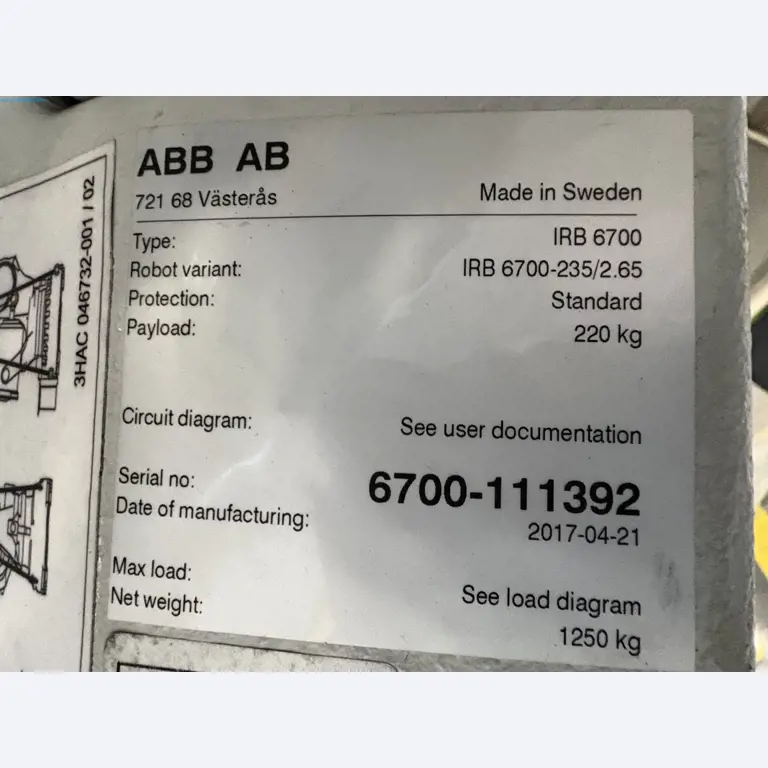 ABB AB
721 68 Västerås
Made in Sweden
Type: IRB 6700
Robot variant: IRB 6700-235/2.65
Protection: Standard
Payload: 220 kg
Circuit diagram: See user documentation
Serial no: 6700-111392
Date of manufacturing: 2017-04-21
Max load: See load diagram
Net weight: 1250 kg
3HAC 046732-001 / 02